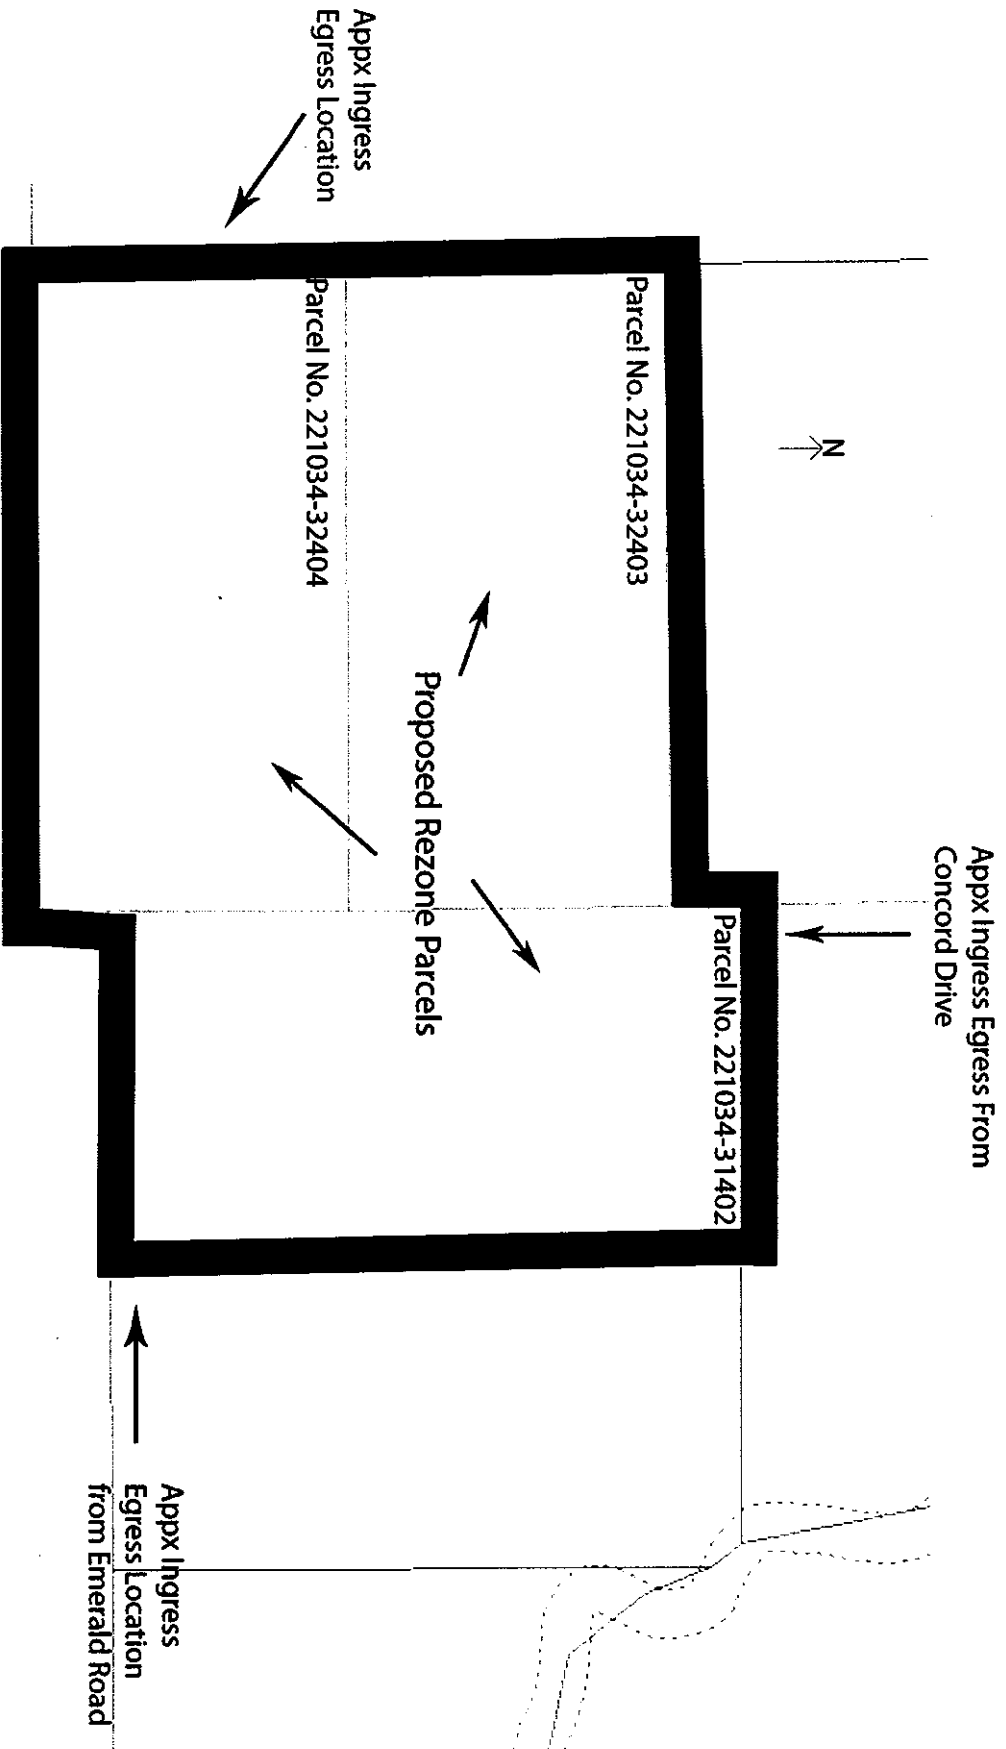 Appx Ingress Egress From
Concord Drive
N
Parcel No. 221034-31402
Parcel No. 221034-32403
Proposed Rezone Parcels
Appx Ingress
Egress Location
Parcel No. 221034-32404
Appx Ingress
Egress Location
from Emerald Road